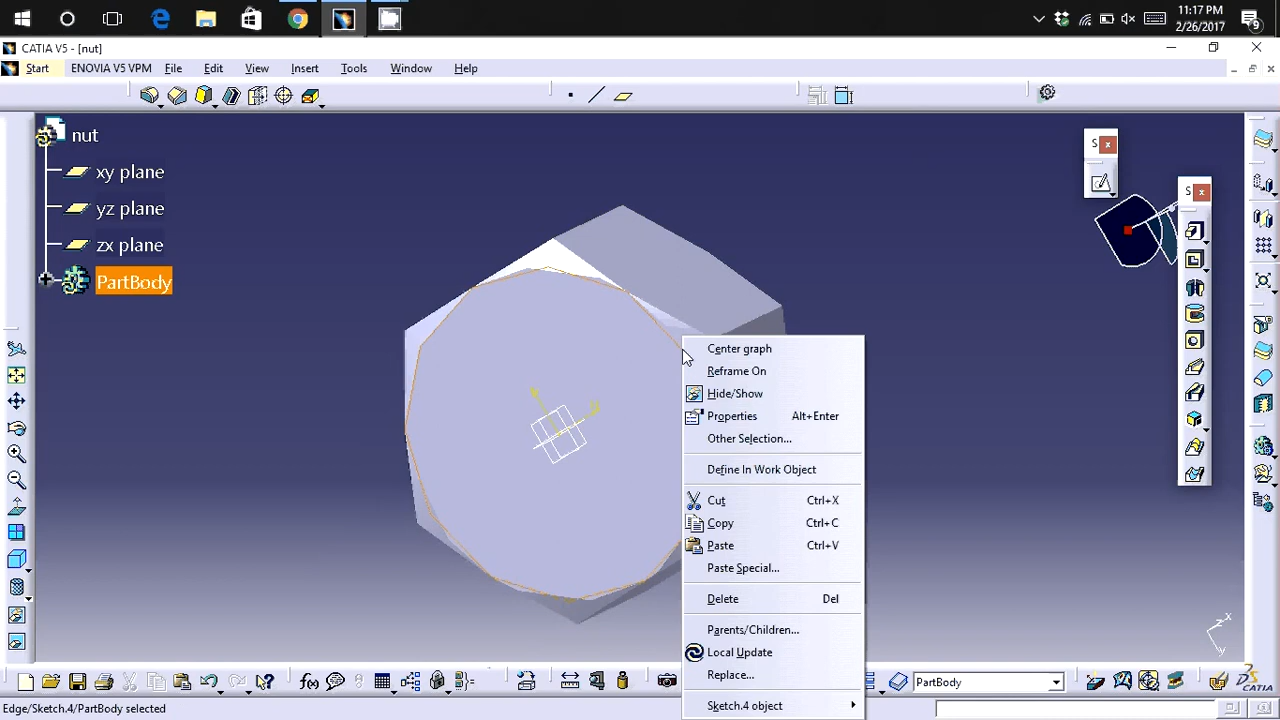 11:17 PM
2/26/2017
9
CATIA V5 - [nut]
Start ENOVIA V5 VPM File Edit View Insert Tools Window Help
nut
xy plane
yz plane
zx plane
PartBody
S x
S x
Center graph
Reframe On
Hide/Show
Properties Alt+Enter
Other Selection...
Define In Work Object
Cut Ctrl+X
Copy Ctrl+C
Paste Ctrl+V
Paste Special...
Delete Del
Parents/Children...
Local Update
Replace...
Sketch.4 object
z x
y
f(x)
PartBody
CATIA
Edge/Sketch.4/PartBody selected